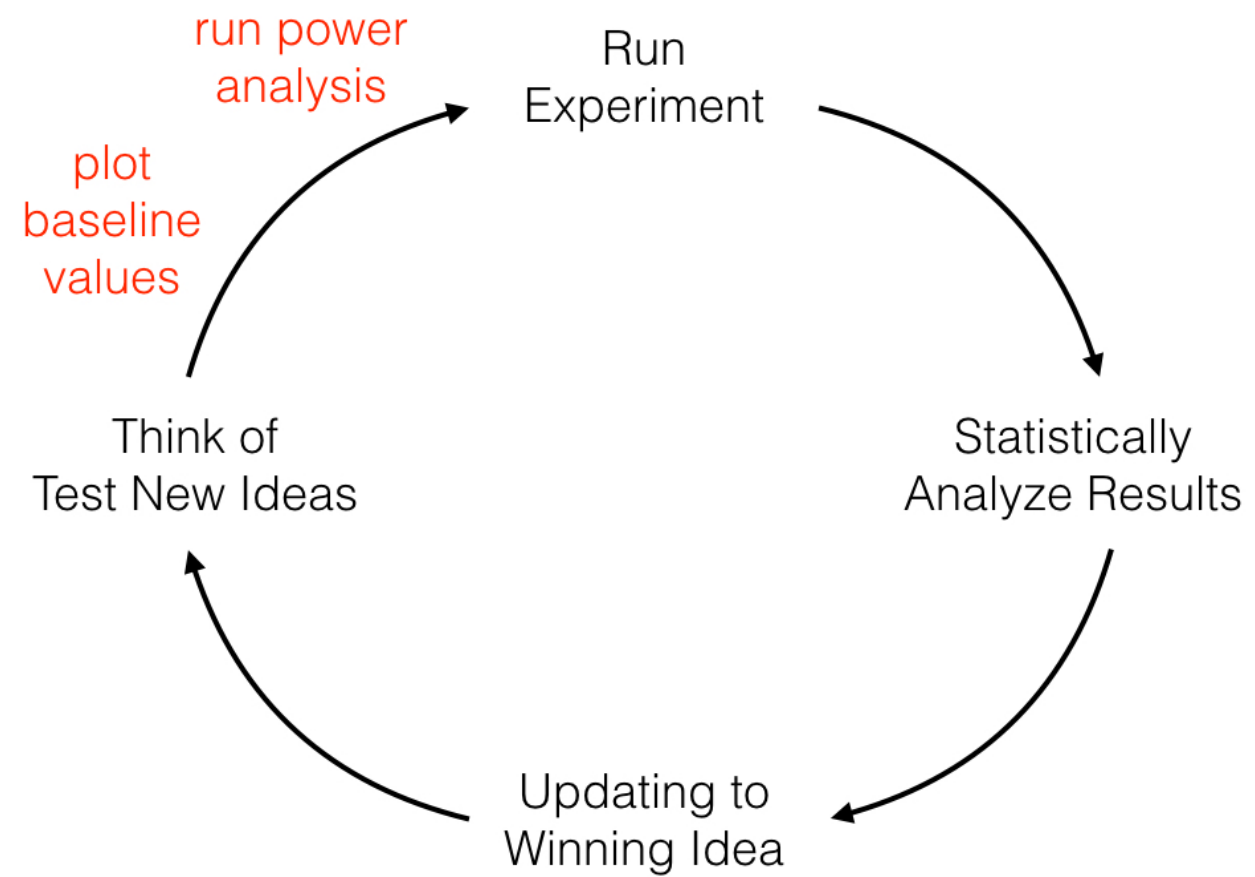 run power
analysis
Run
Experiment
plot
baseline
values
Think of
Test New Ideas
Statistically
Analyze Results
Updating to
Winning Idea